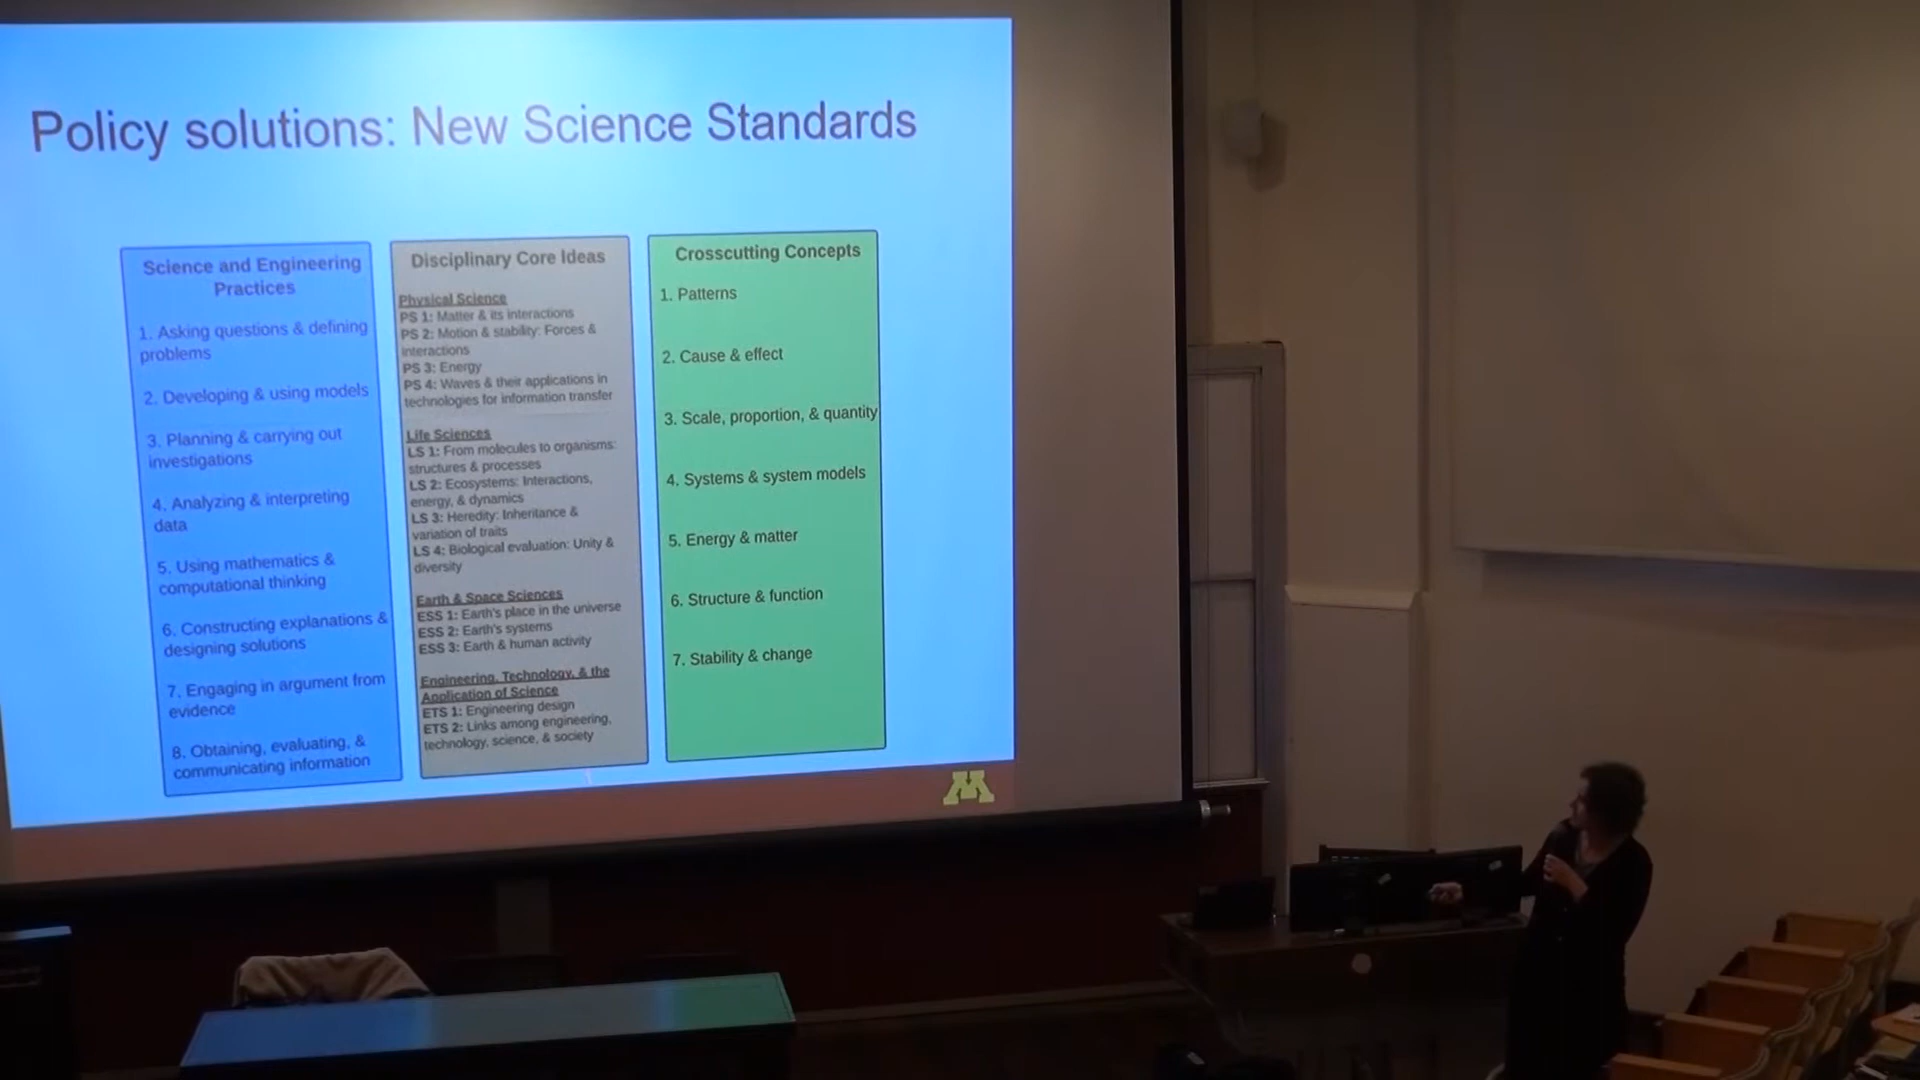 Policy solutions: New Science Standards
Science and Engineering
Practices
1. Asking questions & defining
problems
2. Developing & using models
3. Planning & carrying out
investigations
4. Analyzing & interpreting
data
5. Using mathematics &
computational thinking
6. Constructing explanations &
designing solutions
7. Engaging in argument from
evidence
8. Obtaining, evaluating, &
communicating information
Disciplinary Core Ideas
Physical Science
PS 1: Matter & its interactions
PS 2: Motion & stability: Forces &
interactions
PS 3: Energy
PS 4: Waves & their applications in
technologies for information transfer
Life Sciences
LS 1: From molecules to organisms:
structures & processes
LS 2: Ecosystems: Interactions,
energy, & dynamics
LS 3: Heredity: Inheritance &
variation of traits
LS 4: Biological evaluation: Unity &
diversity
Earth & Space Sciences
ESS 1: Earth's place in the universe
ESS 2: Earth's systems
ESS 3: Earth & human activity
Engineering, Technology, & the
Application of Science
ETS 1: Engineering design
ETS 2: Links among engineering,
technology, science, & society
Crosscutting Concepts
1. Patterns
2. Cause & effect
3. Scale, proportion, & quantity
4. Systems & system models
5. Energy & matter
6. Structure & function
7. Stability & change
M